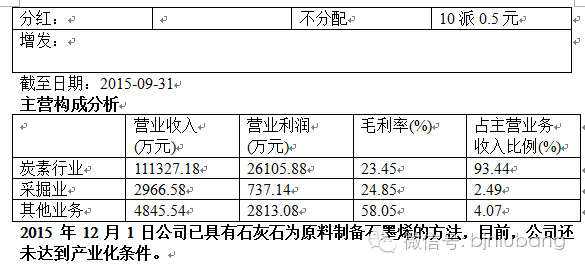 分红： 不分配 10 派 0.5 元
增发：
截至日期：2015-09-31
主营构成分析
营业收入(万元) 营业利润(万元) 毛利率(%) 占主营业务收入比例(%)
炭素行业 111327.18 26105.88 23.45 93.44
采掘业 2966.58 737.14 24.85 2.49
其他业务 4845.54 2813.08 58.05 4.07
2015 年 12 月 1 日公司已具有石灰石为原料制备石墨烯的方法，目前，公司还
未达到产业化条件。
微信号: bjniubang